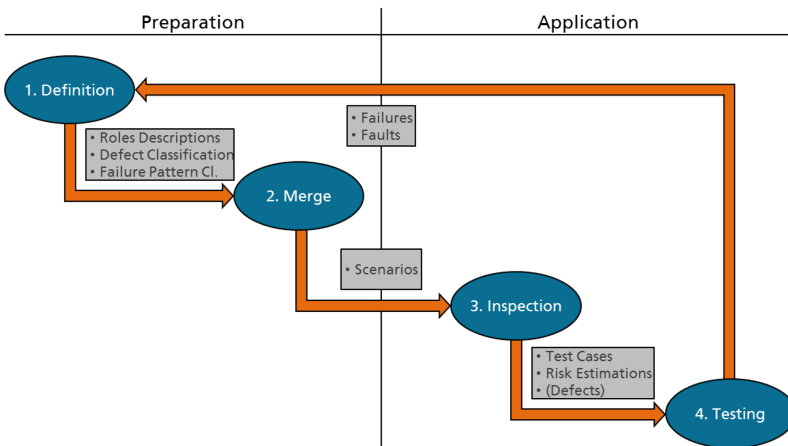 Preparation
Application
1. Definition
• Failures
• Faults
• Roles Descriptions
• Defect Classification
• Failure Pattern Cl.
2. Merge
• Scenarios
3. Inspection
• Test Cases
• Risk Estimations
• (Defects)
4. Testing